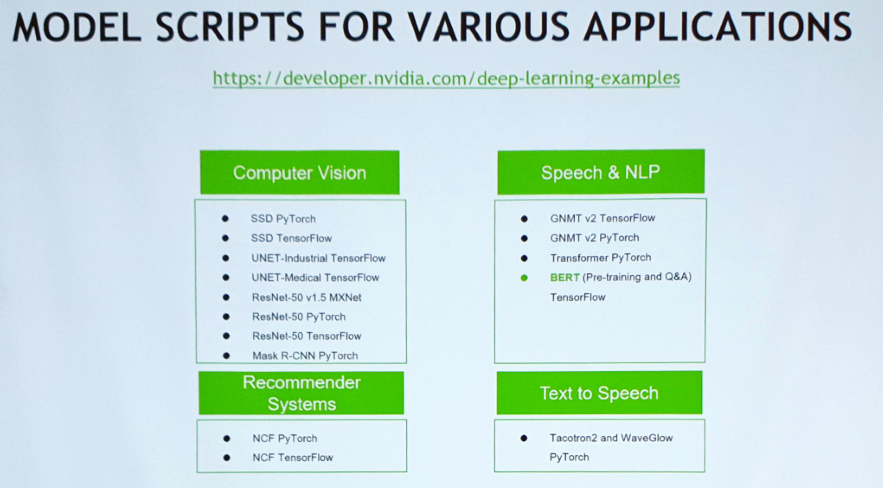 MODEL SCRIPTS FOR VARIOUS APPLICATIONS
https://developer.nvidia.com/deep-learning-examples
Computer Vision
SSD PyTorch
SSD TensorFlow
UNET-Industrial TensorFlow
UNET-Medical TensorFlow
ResNet-50 v1.5 MXNet
ResNet-50 PyTorch
ResNet-50 TensorFlow
Mask R-CNN PyTorch
Speech & NLP
GNMT v2 TensorFlow
GNMT v2 PyTorch
Transformer PyTorch
BERT (Pre-training and Q&A)
TensorFlow
Recommender
Systems
NCF PyTorch
NCF TensorFlow
Text to Speech
Tacotron2 and WaveGlow
PyTorch